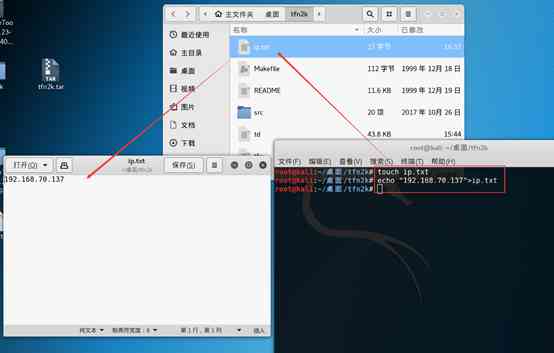 主文件夹 桌面 tfn2k
最近使用
主目录
桌面
视频
图片
文档
下载
名称 大小 已修改
ip.txt 15 字节 16:37
Makefile 112 字节 1999 年 12月 18 日
README 11.6 KB 1999 年 12月 19 日
src 20 项 2017 年 10月 26 日
td 43.8 KB 15:44
TAR
tfn2k.tar
打开(O) ip.txt 保存(S)
~/桌面/tfn2k
192.168.70.137
纯文本 制表符宽度：8 第 1 行，第 1 列 插入
root@kali: ~/桌面/tfn2k
文件(F) 编辑(E) 查看(V) 搜索(S) 终端(T) 帮助(H)
root@kali:~/桌面/tfn2k# touch ip.txt
root@kali:~/桌面/tfn2k# echo "192.168.70.137">ip.txt
root@kali:~/桌面/tfn2k#